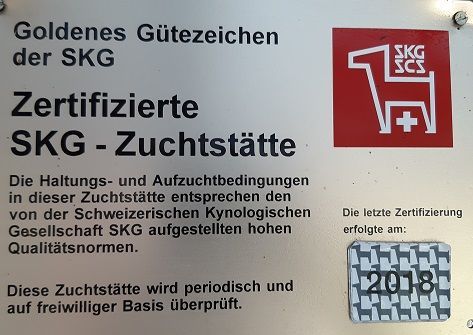 Goldenes Gütezeichen
der SKG
SKG
SCS
Zertifizierte
SKG - Zuchtstätte
Die Haltungs- und Aufzuchtbedingungen
in dieser Zuchtstätte entsprechen den
von der Schweizerischen Kynologischen
Gesellschaft SKG aufgestellten hohen
Qualitätsnormen.
Die letzte Zertifizierung
erfolgte am:
2018
Diese Zuchtstätte wird periodisch und
auf freiwilliger Basis überprüft.